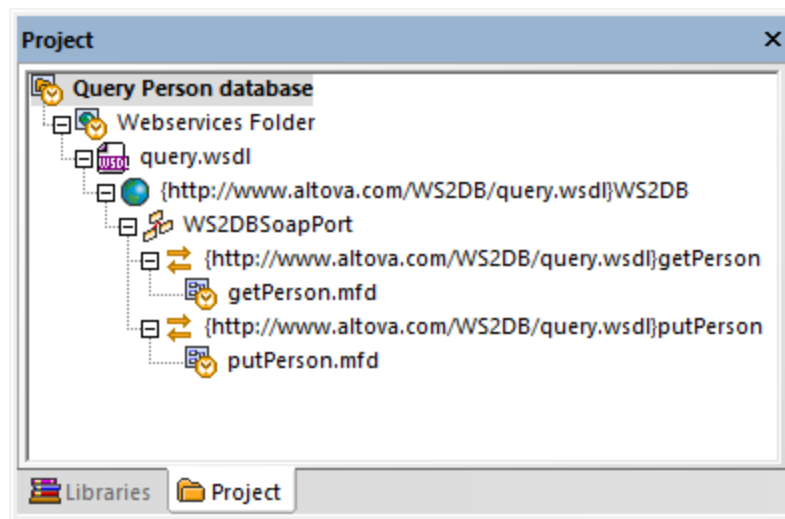 Project
Query Person database
Webservices Folder
WSDL
query.wsdl
{http://www.altova.com/WS2DB/query.wsdl}WS2DB
WS2DBSoapPort
{http://www.altova.com/WS2DB/query.wsdl}getPerson
getPerson.mfd
{http://www.altova.com/WS2DB/query.wsdl}putPerson
putPerson.mfd
Libraries
Project